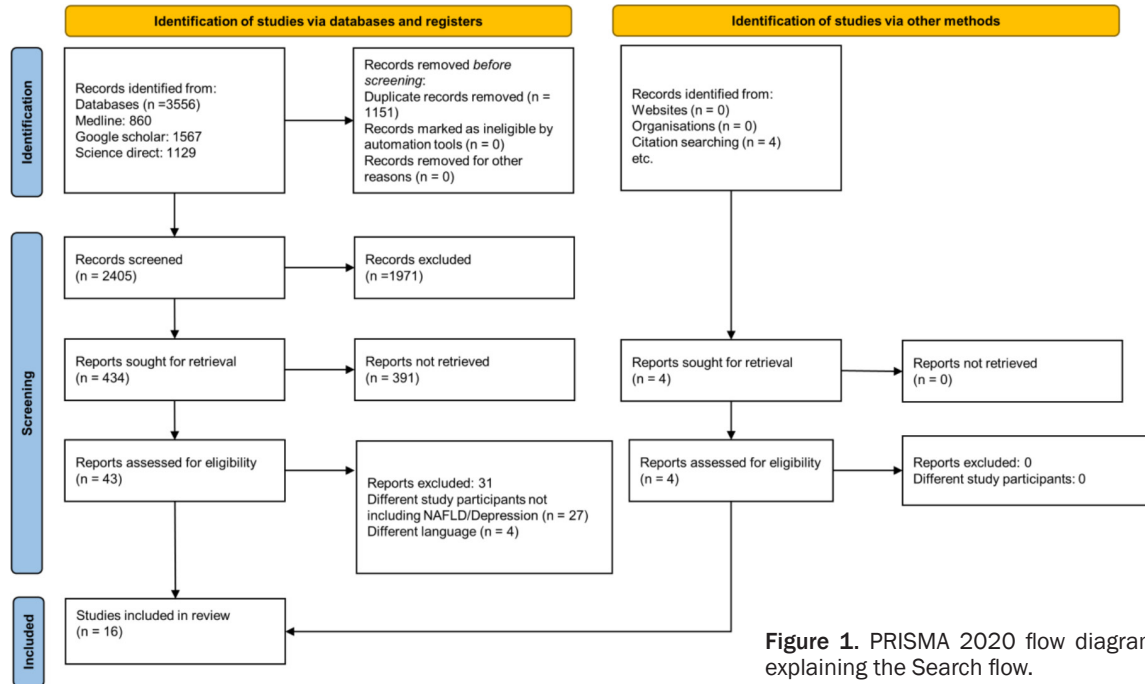 Identification of studies via databases and registers
Identification of studies via other methods
Identification
Records identified from:
Databases (n =3556)
Medline: 860
Google scholar: 1567
Science direct: 1129
Records removed before
screening:
Duplicate records removed (n =
1151)
Records marked as ineligible by
automation tools (n = 0)
Records removed for other
reasons (n = 0)
Records identified from:
Websites (n = 0)
Organisations (n = 0)
Citation searching (n = 4)
etc.
Screening
Records screened
(n = 2405)
Records excluded
(n =1971)
Reports sought for retrieval
(n = 434)
Reports not retrieved
(n = 391)
Reports sought for retrieval
(n = 4)
Reports not retrieved
(n = 0)
Reports assessed for eligibility
(n = 43)
Reports excluded: 31
Different study participants not
including NAFLD/Depression (n = 27)
Different language (n = 4)
Reports assessed for eligibility
(n = 4)
Reports excluded: 0
Different study participants: 0
Included
Studies included in review
(n = 16)
Figure 1. PRISMA 2020 flow diagram
explaining the Search flow.